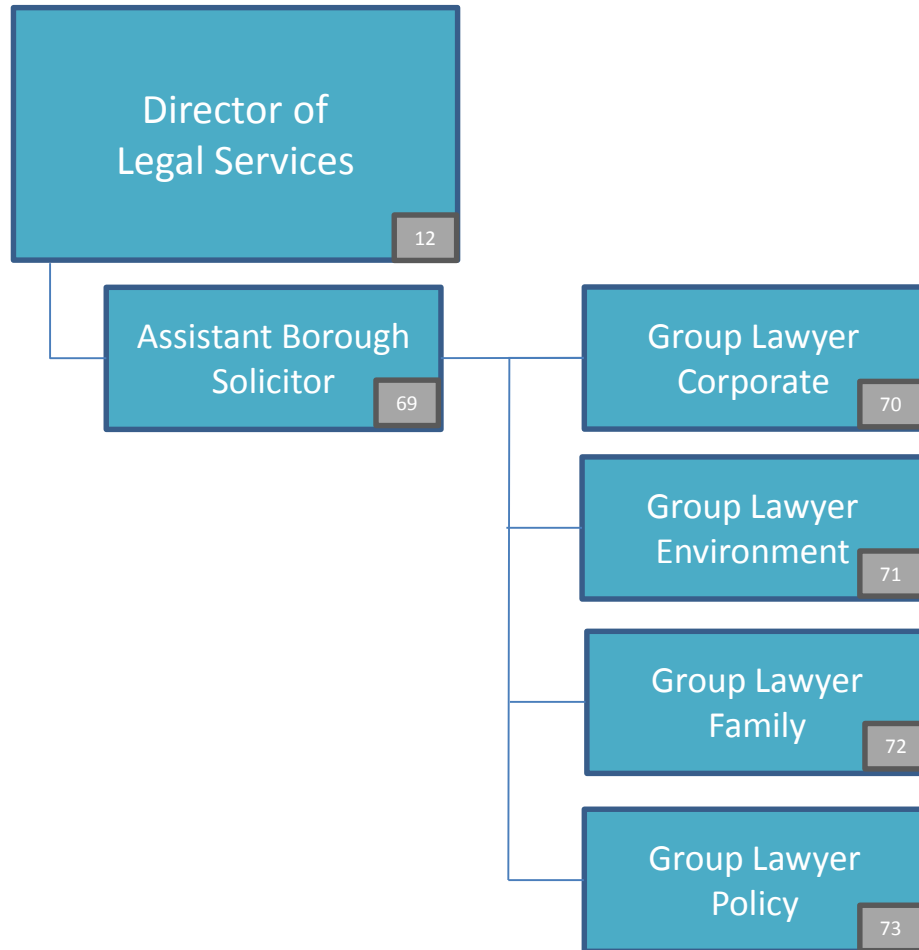 Director of
Legal Services
12
Assistant Borough
Solicitor
69
Group Lawyer
Corporate
70
Group Lawyer
Environment
71
Group Lawyer
Family
72
Group Lawyer
Policy
73